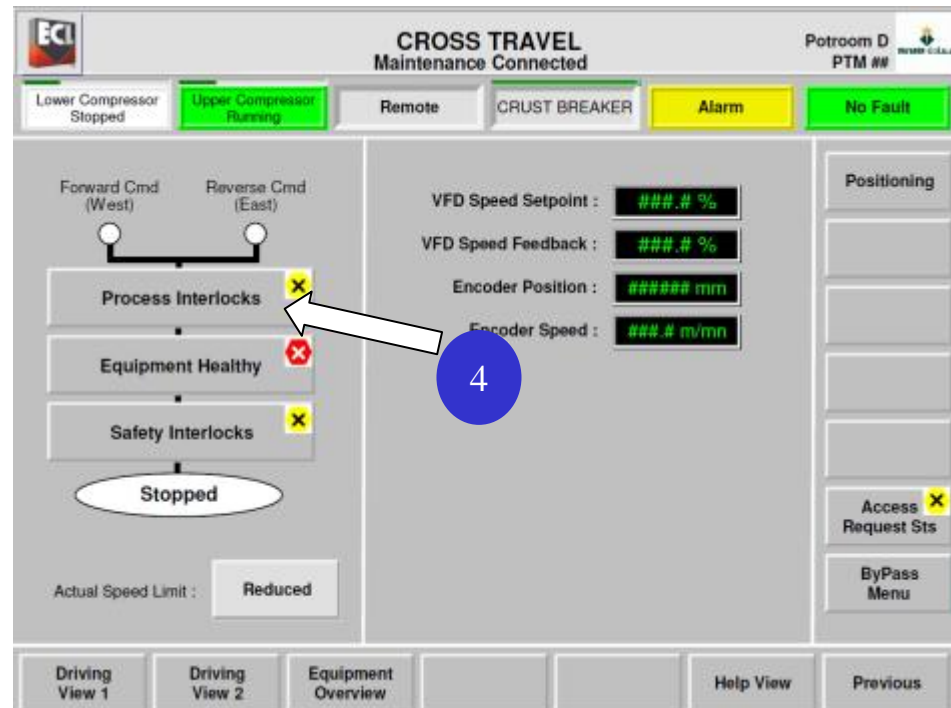 ECL
CROSS TRAVEL
Maintenance Connected
Potroom D
PTM ##
Lower Compressor
Stopped
Upper Compressor
Running
Remote
CRUST BREAKER
Alarm
No Fault
Forward Cmd
(West)
Reverse Cmd
(East)
Process Interlocks
Equipment Healthy
Safety Interlocks
Stopped
Actual Speed Limit :
Reduced
VFD Speed Setpoint :
###.# %
VFD Speed Feedback :
###.# %
Encoder Position :
###### mm
Encoder Speed :
###.# m/mn
4
Positioning
Access
Request Sts
ByPass
Menu
Driving
View 1
Driving
View 2
Equipment
Overview
Help View
Previous